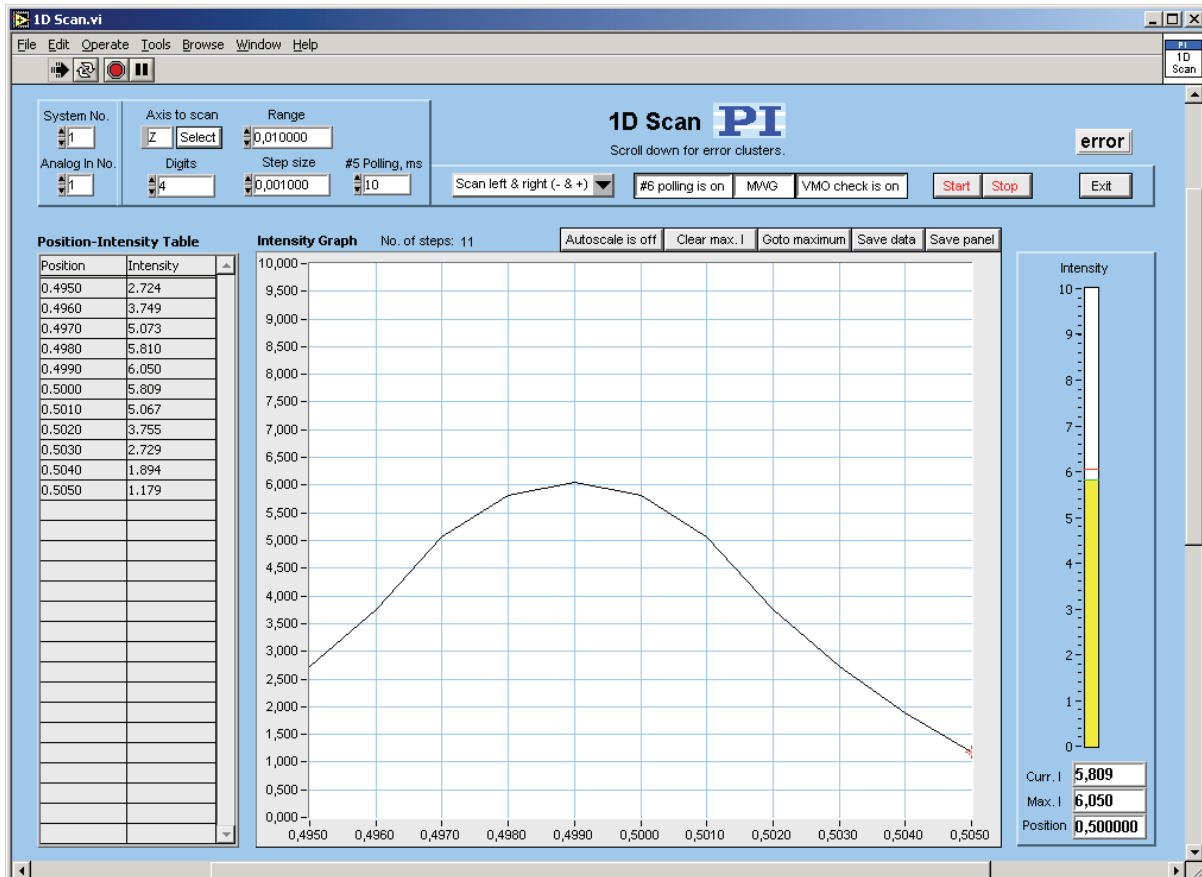 1D Scan.vi
File Edit Operate Tools Browse Window Help
PI
1D
Scan
System No.
1
Analog In No.
1
Axis to scan
Z Select
Digits
4
Range
0,010000
Step size
0,001000
#5 Polling, ms
10
1D Scan PI
Scroll down for error clusters.
error
Scan left & right (- & +) #6 polling is on MWG VMO check is on Start Stop Exit
Position-Intensity Table
Position Intensity
0.4950 2.724
0.4960 3.749
0.4970 5.073
0.4980 5.810
0.4990 6.050
0.5000 5.809
0.5010 5.067
0.5020 3.755
0.5030 2.729
0.5040 1.894
0.5050 1.179
Intensity Graph No. of steps: 11 Autoscale is off Clear max. I Goto maximum Save data Save panel
10,000
9,500
9,000
8,500
8,000
7,500
7,000
6,500
6,000
5,500
5,000
4,500
4,000
3,500
3,000
2,500
2,000
1,500
1,000
0,500
0,000
0,4950 0,4960 0,4970 0,4980 0,4990 0,5000 0,5010 0,5020 0,5030 0,5040 0,5050
Intensity
10
9
8
7
6
5
4
3
2
1
0
Curr. I 5,809
Max. I 6,050
Position 0,500000